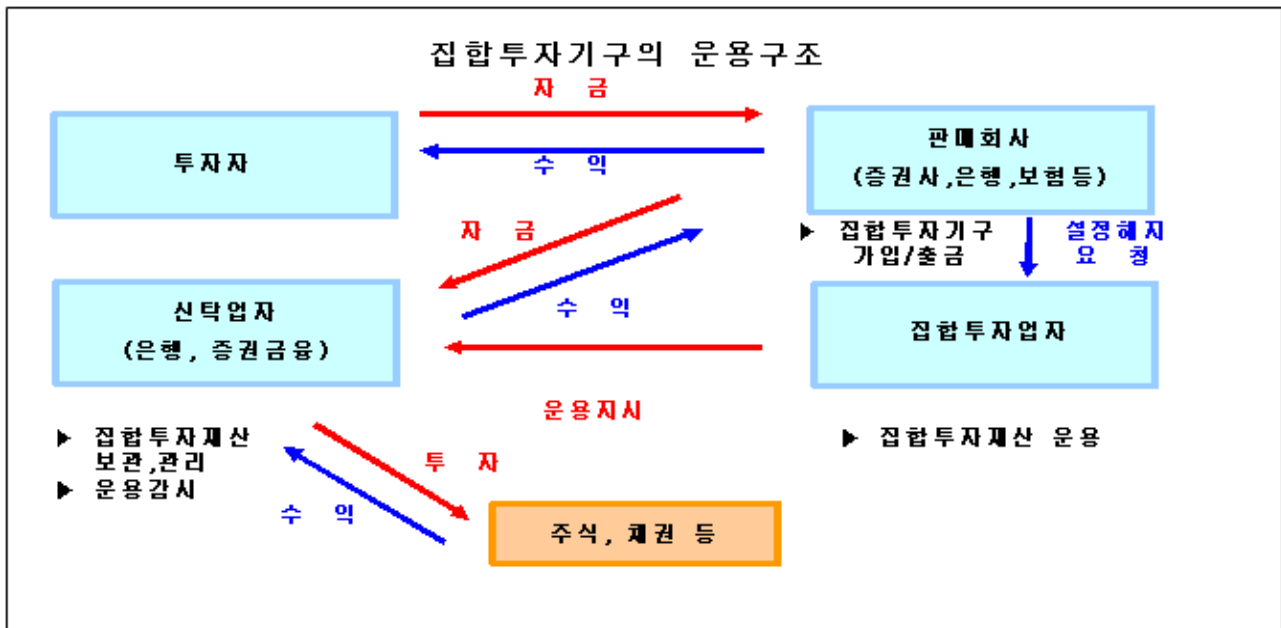 집합투자기구의 운용구조
자 금
투자자
수 익
판매회사
(증권사,은행,보험등)
자 금
▶ 집합투자기구
가입/출금
설정해지
요 청
수 익
신탁업자
(은행, 증권금융)
집합투자업자
운용지시
▶ 집합투자재산
보관,관리
▶ 운용감시
▶ 집합투자재산 운용
투 자
수 익
주식, 채권 등